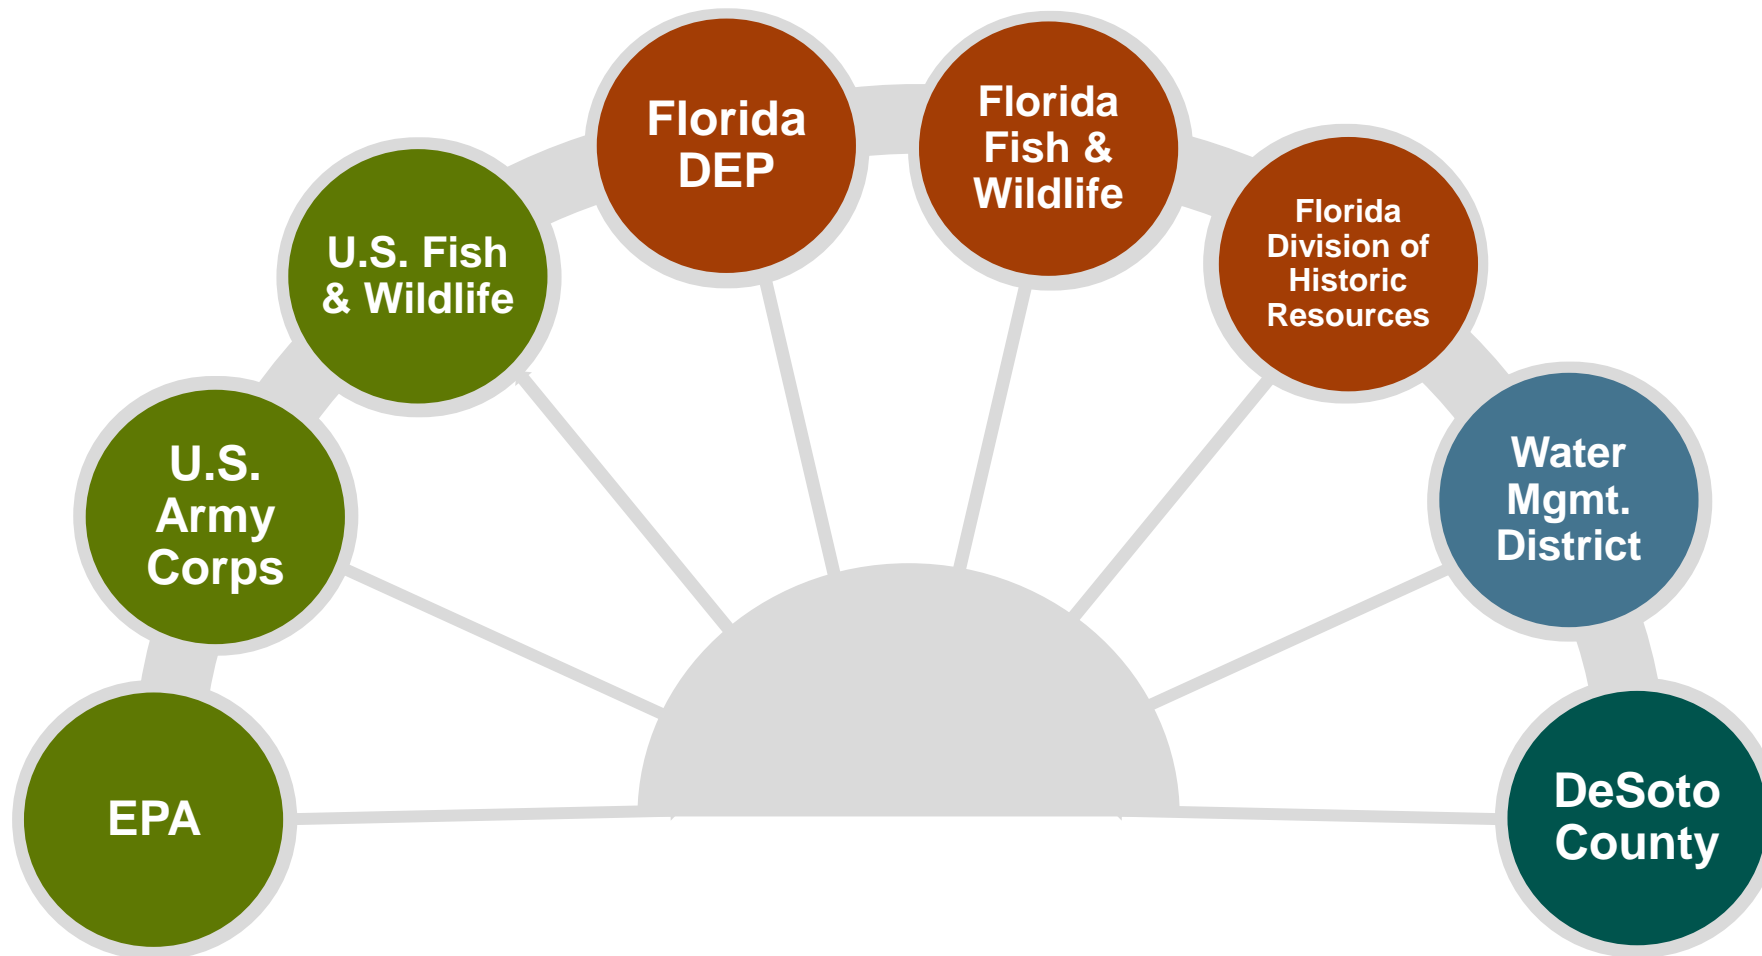 EPA
U.S.
Army
Corps
U.S. Fish
& Wildlife
Florida
DEP
Florida
Fish &
Wildlife
Florida
Division of
Historic
Resources
Water
Mgmt.
District
DeSoto
County